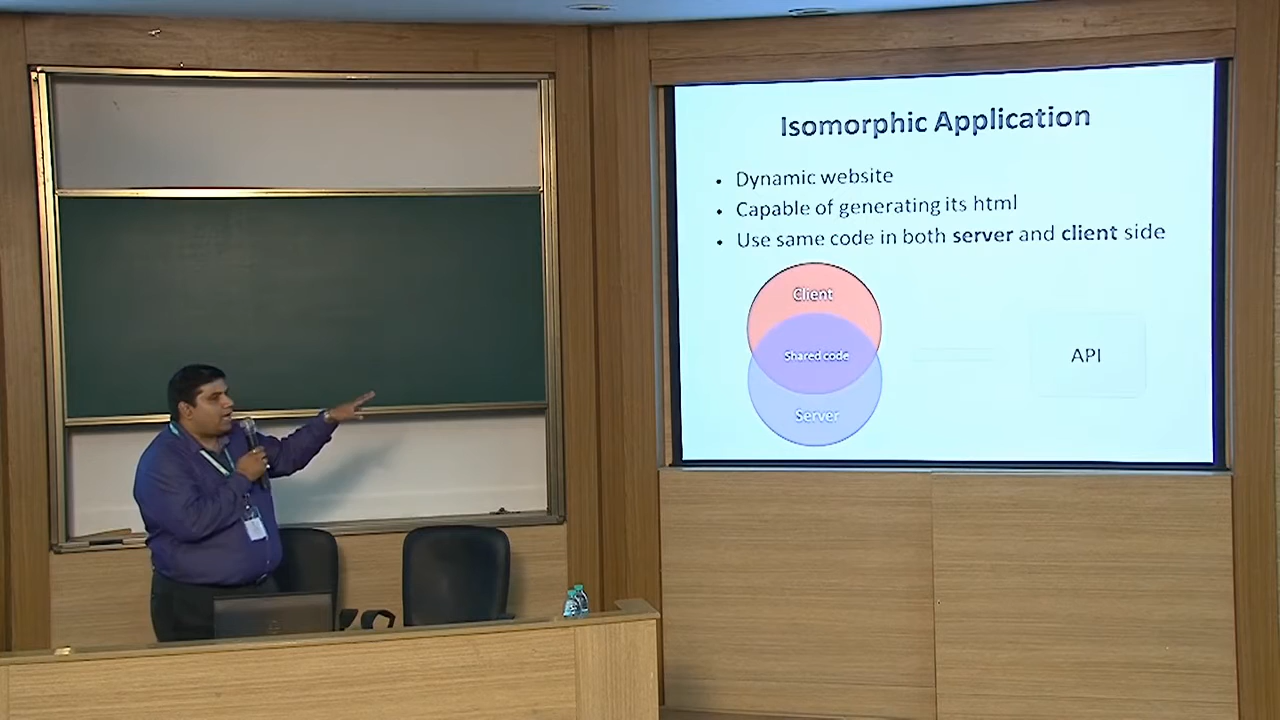 Isomorphic Application
• Dynamic website
• Capable of generating its html
• Use same code in both server and client side
Client
Shared code
API
Server